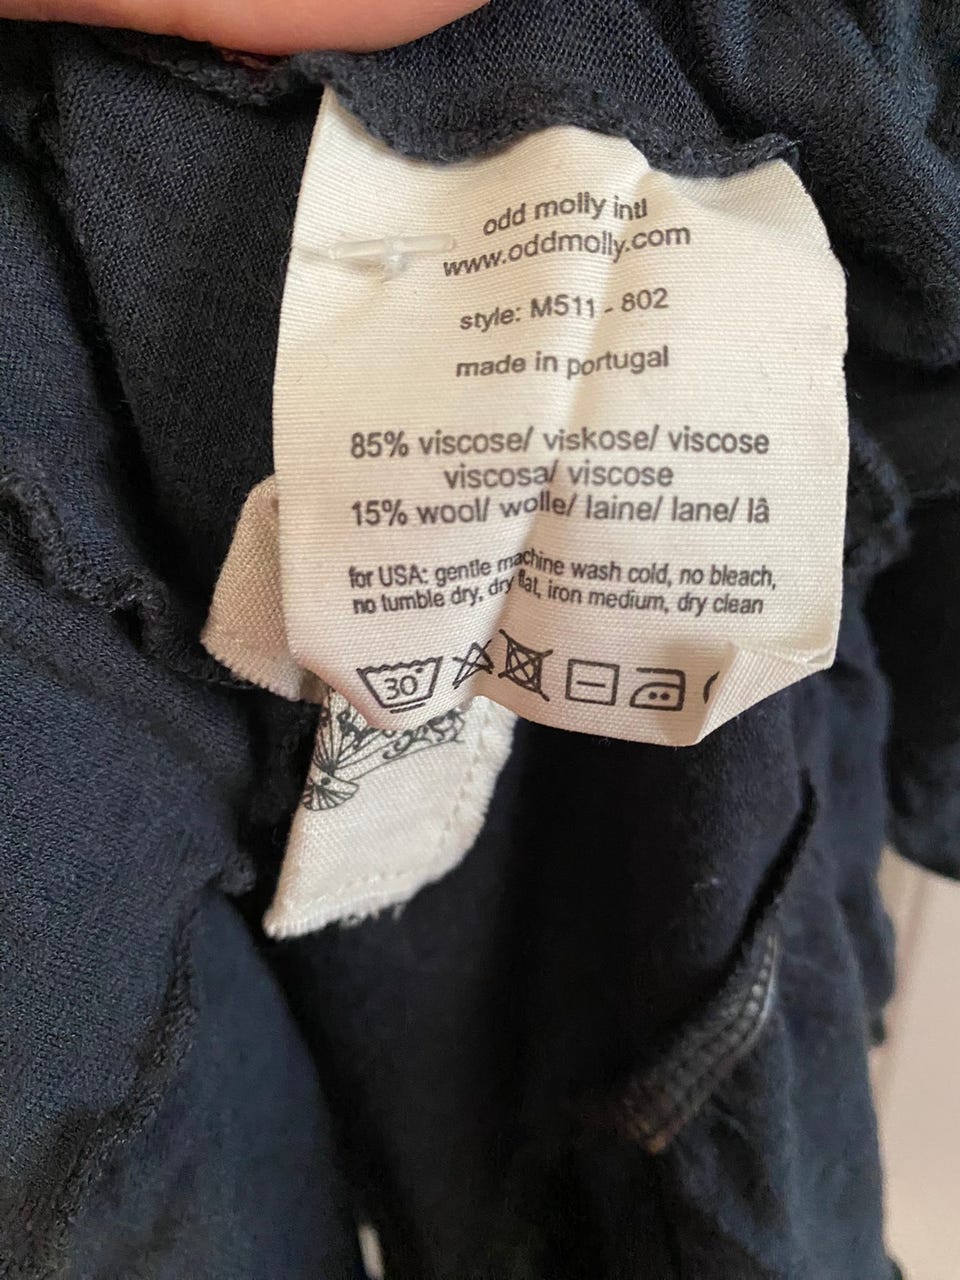 odd molly intl
www.oddmolly.com
style: M511 - 802
made in portugal
85% viscose/ viskose/ viscose
viscosa/ viscose
15% wool/ wolle/ laine/ lane/ lâ
for USA: gentle machine wash cold, no bleach,
no tumble dry, dry flat, iron medium, dry clean
30°